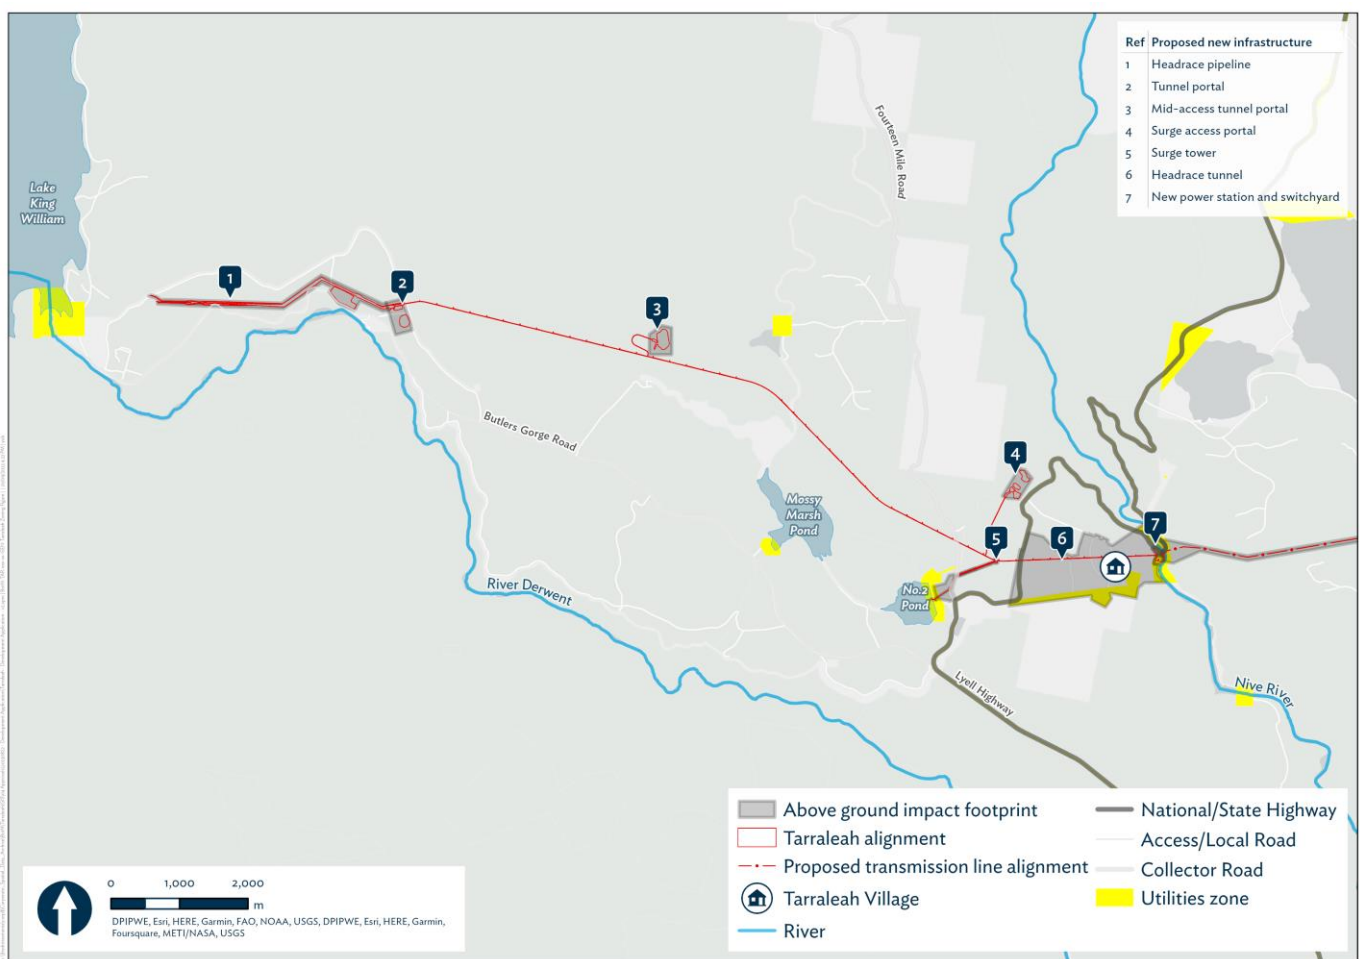 Ref Proposed new infrastructure
1 Headrace pipeline
2 Tunnel portal
3 Mid-access tunnel portal
4 Surge access portal
5 Surge tower
6 Headrace tunnel
7 New power station and switchyard
Fourteen Mile Road
Lake
King
William
1
2
3
Butlers Gorge Road
4
Mossy
Marsh
Pond
5
6
7
River Derwent
No.2
Pond
Lyell Highway
Nive River
Above ground impact footprint
Tarraleah alignment
Proposed transmission line alignment
Tarraleah Village
River
National/State Highway
Access/Local Road
Collector Road
Utilities zone
0 1,000 2,000
m
DPIPWE, Esri, HERE, Garmin, FAO, NOAA, USGS, DPIPWE, Esri, HERE, Garmin,
Foursquare, METI/NASA, USGS